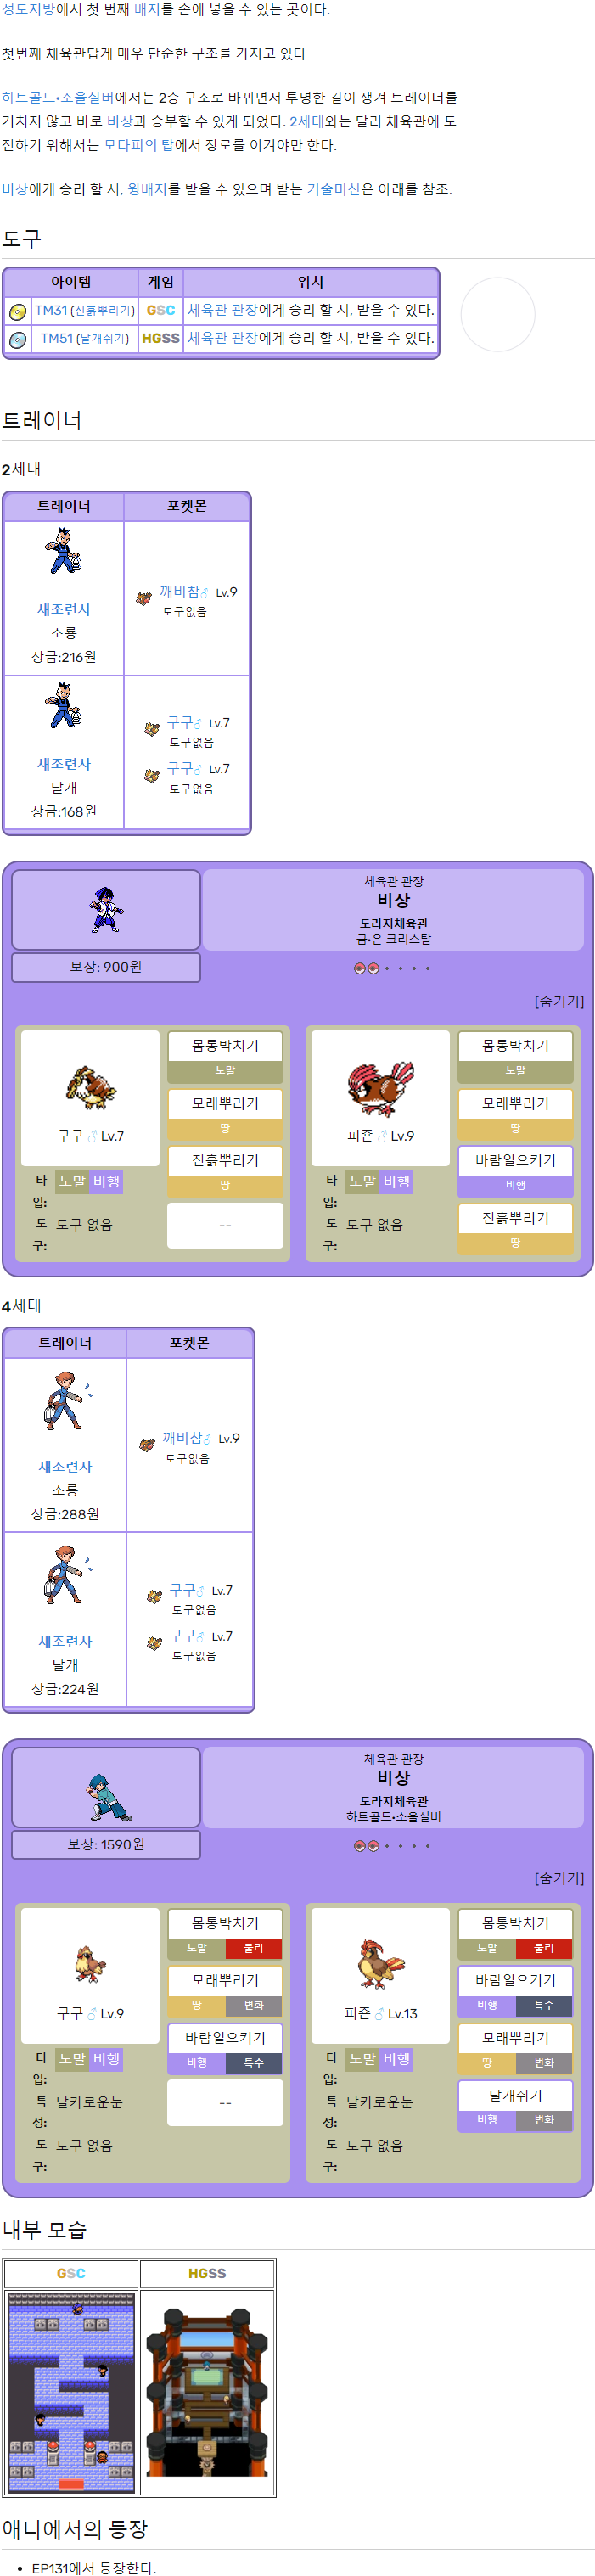 성도지방에서 첫 번째 배지를 손에 넣을 수 있는 곳이다.
첫번째 체육관답게 매우 단순한 구조를 가지고 있다
하트골드·소울실버에서는 2층 구조로 바뀌면서 투명한 길이 생겨 트레이너를
거치지 않고 바로 비상과 승부할 수 있게 되었다. 2세대와는 달리 체육관에 도
전하기 위해서는 모다피의 탑에서 장로를 이겨야만 한다.
비상에게 승리 할 시, 윙배지를 받을 수 있으며 받는 기술머신은 아래를 참조.
도구
아이템 게임 위치
TM31 (진흙뿌리기) GSC 체육관 관장에게 승리 할 시, 받을 수 있다.
TM51 (날개쉬기) HGSS 체육관 관장에게 승리 할 시, 받을 수 있다.
트레이너
2세대
트레이너 포켓몬
새조련사
소룡
상금:216원
깨비참♂ Lv.9
도구없음
새조련사
날개
상금:168원
구구♂ Lv.7
도구없음
구구♂ Lv.7
도구없음
체육관 관장
비상
도라지체육관
금·은 크리스탈
보상: 900원
[숨기기]
구구 ♂ Lv.7
타입: 노말 비행
도구: 도구 없음
몸통박치기
노말
모래뿌리기
땅
진흙뿌리기
땅
--
피죤 ♂ Lv.9
타입: 노말 비행
도구: 도구 없음
몸통박치기
노말
모래뿌리기
땅
바람일으키기
비행
진흙뿌리기
땅
4세대
트레이너 포켓몬
새조련사
소룡
상금:288원
깨비참♂ Lv.9
도구없음
새조련사
날개
상금:224원
구구♂ Lv.7
도구없음
구구♂ Lv.7
도구없음
체육관 관장
비상
도라지체육관
하트골드·소울실버
보상: 1590원
[숨기기]
구구 ♂ Lv.9
타입: 노말 비행
특성: 날카로운눈
도구: 도구 없음
몸통박치기
노말 물리
모래뿌리기
땅 변화
바람일으키기
비행 특수
--
피죤 ♂ Lv.13
타입: 노말 비행
특성: 날카로운눈
도구: 도구 없음
몸통박치기
노말 물리
바람일으키기
비행 특수
모래뿌리기
땅 변화
날개쉬기
비행 변화
내부 모습
GSC HGSS
애니에서의 등장
• EP131에서 등장한다.